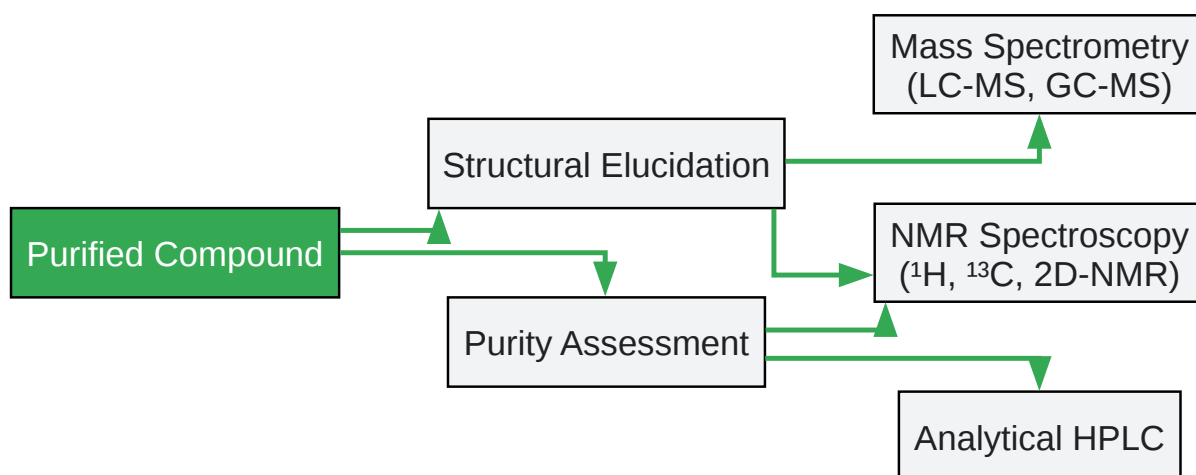 Mass Spectrometry
(LC-MS, GC-MS)
Structural Elucidation
Purified Compound
NMR Spectroscopy
(¹H, ¹³C, 2D-NMR)
Purity Assessment
Analytical HPLC